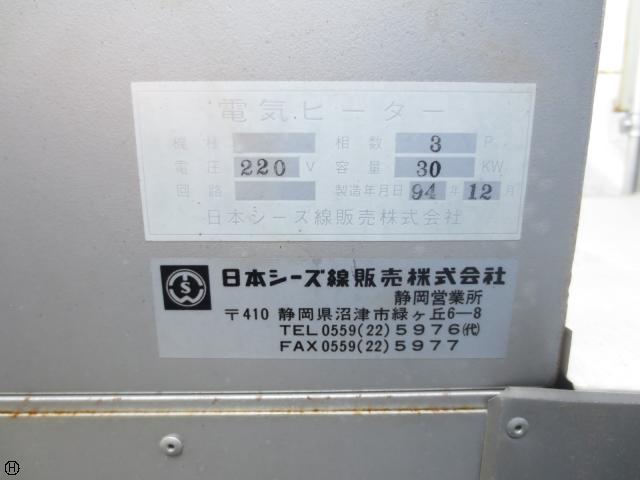 電気ヒーター
機種 相数 3 P
電圧 220 V 容量 30 KW
回路 製造年月日 94 年 12 月
日本シーズ線販売株式会社
SW 日本シーズ線販売株式会社
静岡営業所
〒410 静岡県沼津市緑ヶ丘6-8
TEL 0559(22)5976(代)
FAX 0559(22)5977
H